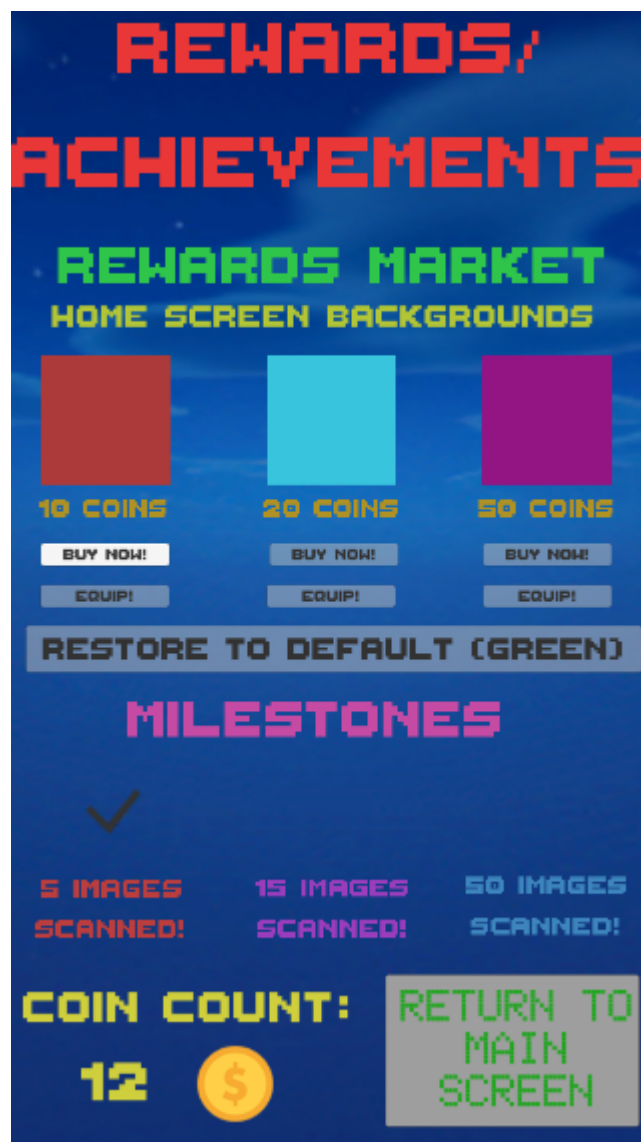 REWARDS/
ACHIEVEMENTS
REWARDS MARKET
HOME SCREEN BACKGROUNDS
10 COINS 20 COINS 50 COINS
BUY NOW! BUY NOW! BUY NOW!
EQUIP! EQUIP! EQUIP!
RESTORE TO DEFAULT (GREEN)
MILESTONES
5 IMAGES 15 IMAGES 50 IMAGES
SCANNED! SCANNED! SCANNED!
COIN COUNT:
12 $
RETURN TO
MAIN
SCREEN